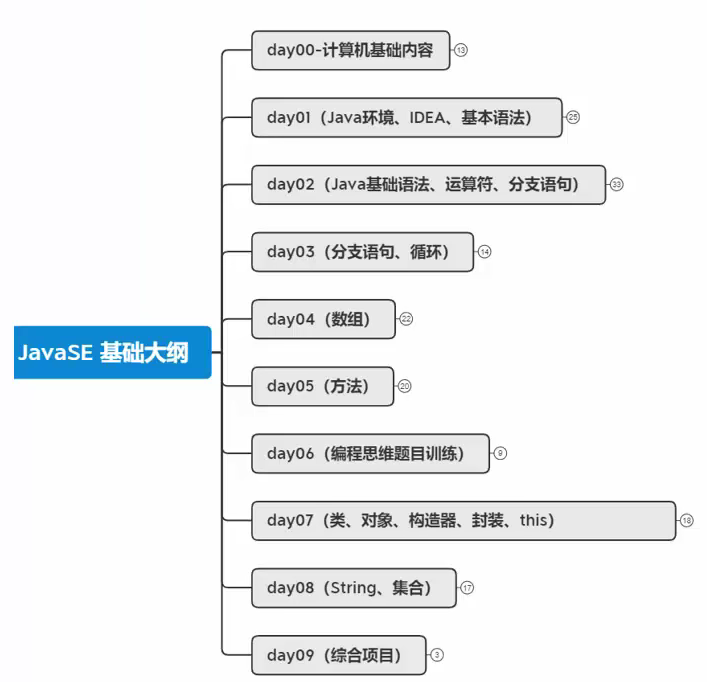 day00-计算机基础内容 13
day01（Java环境、IDEA、基本语法） 25
day02（Java基础语法、运算符、分支语句） 33
day03（分支语句、循环） 14
day04（数组） 22
JavaSE 基础大纲
day05（方法） 20
day06（编程思维题目训练） 9
day07（类、对象、构造器、封装、this） 18
day08（String、集合） 17
day09（综合项目） 3